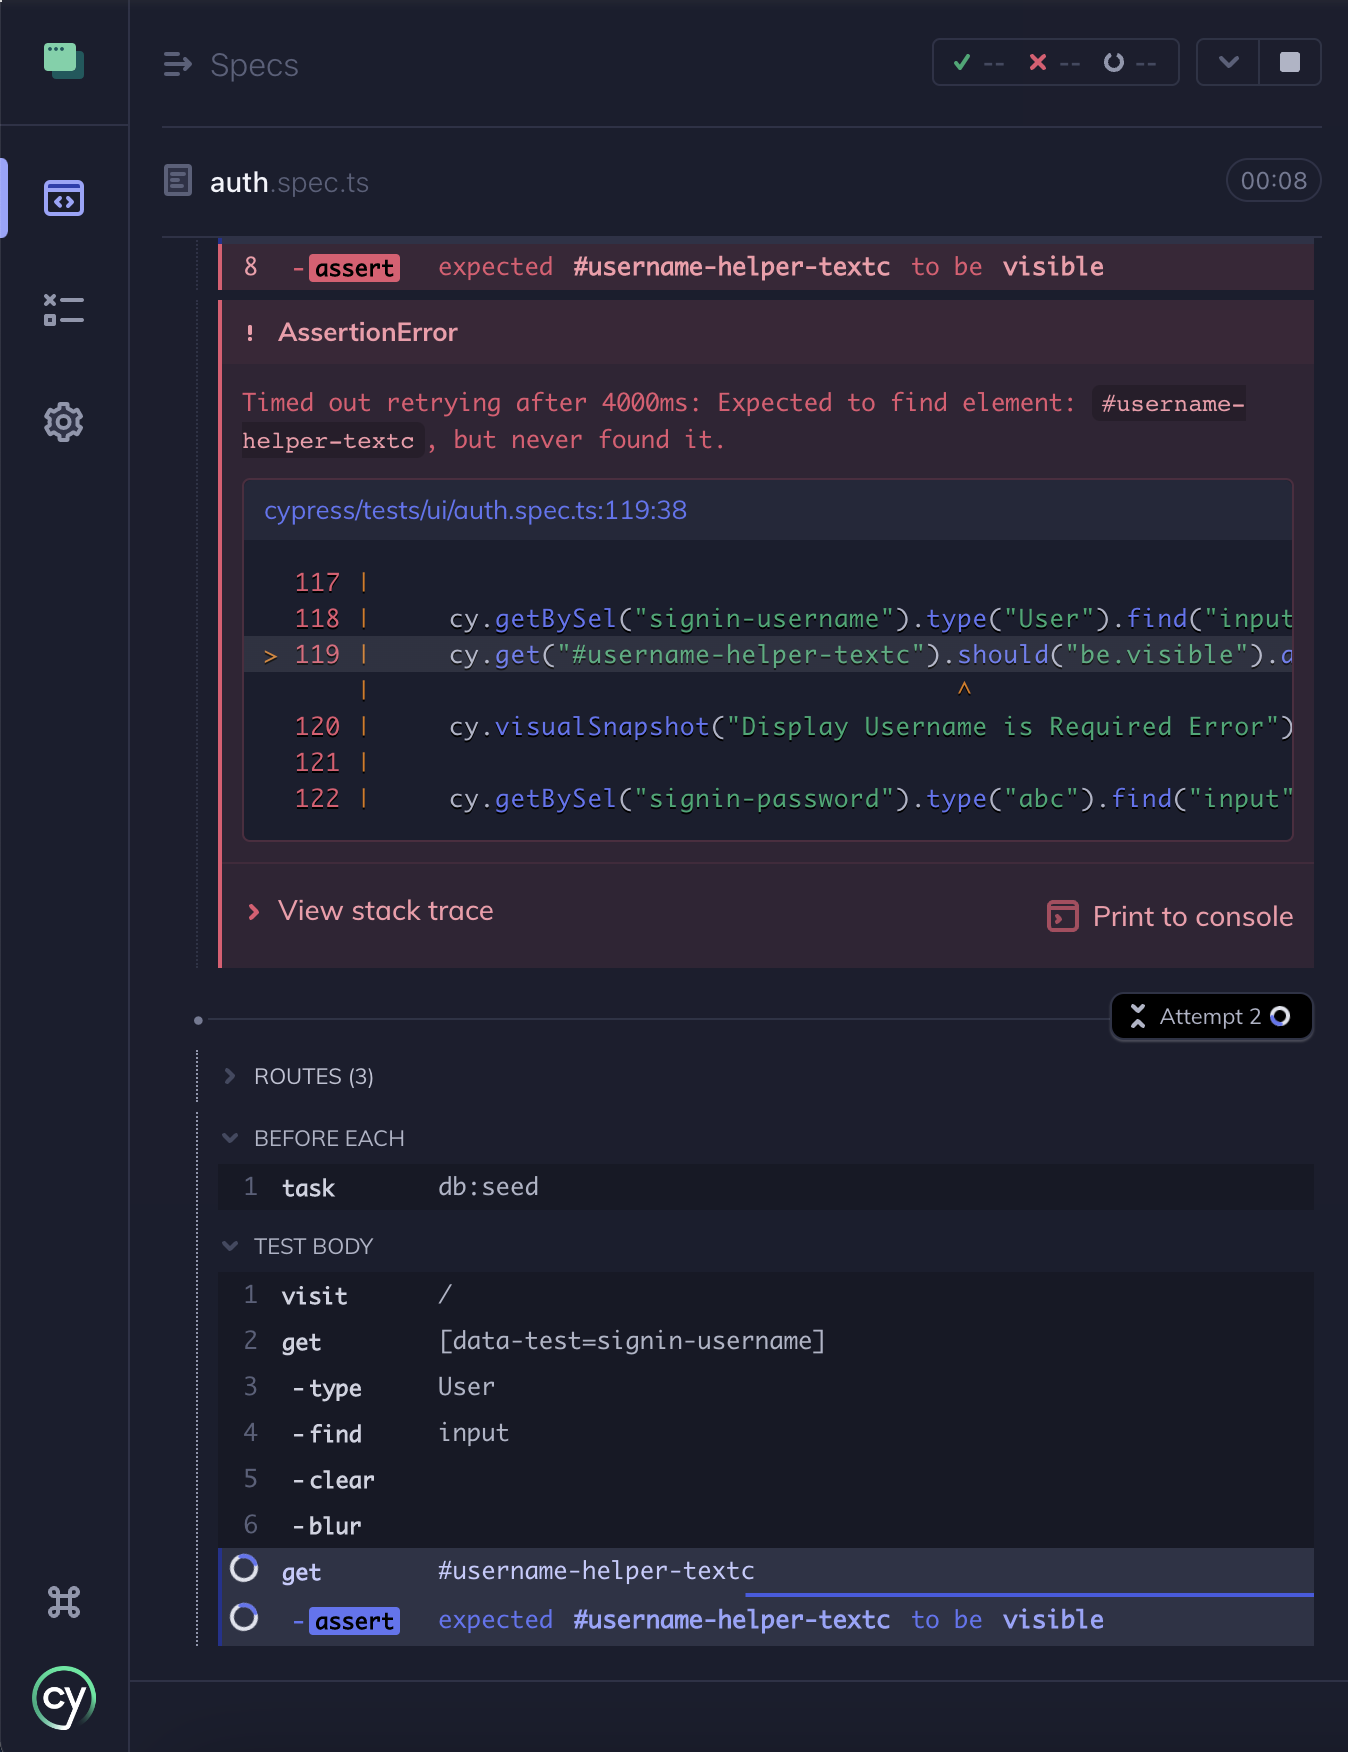 Specs
-- -- --
auth.spec.ts
00:08
8 -assert expected #username-helper-textc to be visible
! AssertionError
Timed out retrying after 4000ms: Expected to find element: #username-
helper-textc, but never found it.
cypress/tests/ui/auth.spec.ts:119:38
117 |
118 | cy.getBySel("signin-username").type("User").find("input
> 119 | cy.get("#username-helper-textc").should("be.visible").a
| ^
120 | cy.visualSnapshot("Display Username is Required Error")
121 |
122 | cy.getBySel("signin-password").type("abc").find("input"
View stack trace
Print to console
Attempt 2
ROUTES (3)
BEFORE EACH
1 task db:seed
TEST BODY
1 visit /
2 get [data-test=signin-username]
3 -type User
4 -find input
5 -clear
6 -blur
get #username-helper-textc
-assert expected #username-helper-textc to be visible
cy